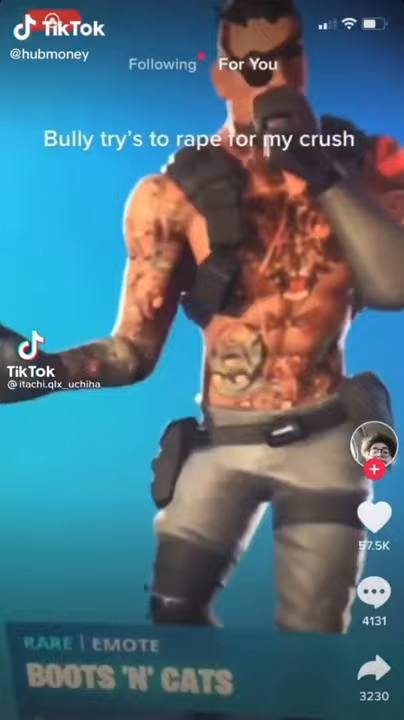 TikTok
@hubmoney
Following
For You
Bully try's to rape for my crush
TikTok
@itachi.qlx_uchiha
57.5K
4131
3230
RARE | EMOTE
BOOTS 'N' CATS